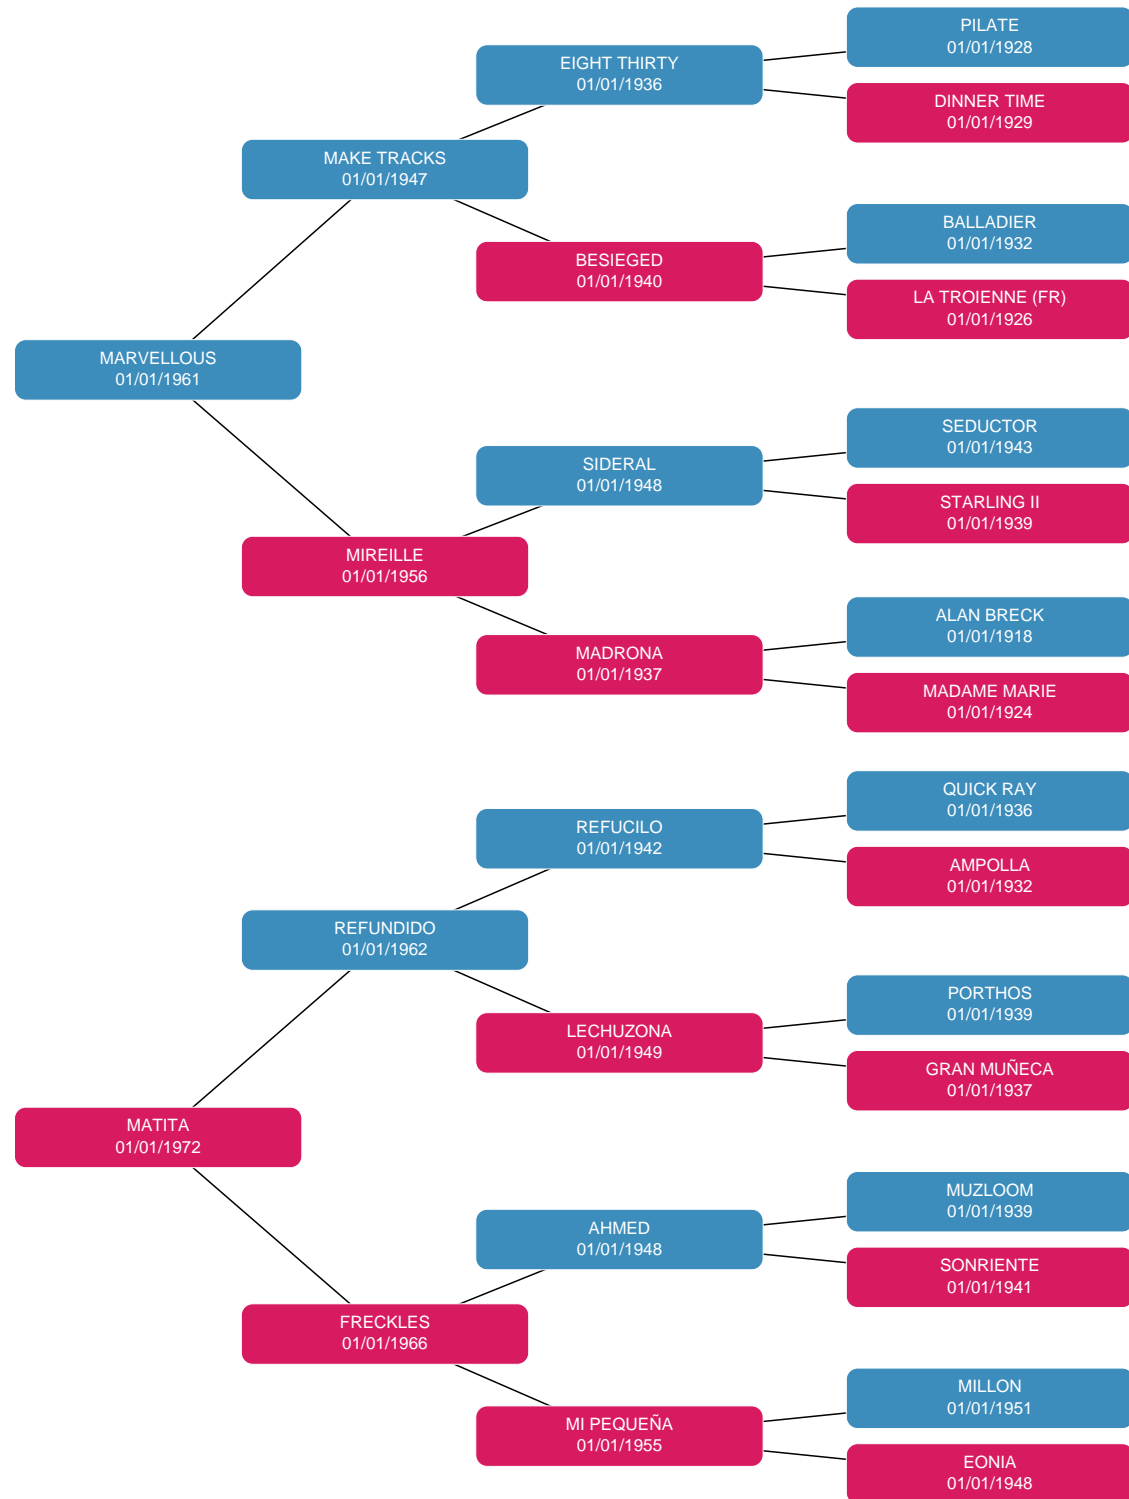 PILATE
01/01/1928
EIGHT THIRTY
01/01/1936
DINNER TIME
01/01/1929
MAKE TRACKS
01/01/1947
BALLADIER
01/01/1932
BESIEGED
01/01/1940
LA TROIENNE (FR)
01/01/1926
MARVELLOUS
01/01/1961
SEDUCTOR
01/01/1943
SIDERAL
01/01/1948
STARLING II
01/01/1939
MIREILLE
01/01/1956
ALAN BRECK
01/01/1918
MADRONA
01/01/1937
MADAME MARIE
01/01/1924
QUICK RAY
01/01/1936
REFUCILO
01/01/1942
AMPOLLA
01/01/1932
REFUNDIDO
01/01/1962
PORTHOS
01/01/1939
LECHUZONA
01/01/1949
GRAN MUÑECA
01/01/1937
MATITA
01/01/1972
MUZLOOM
01/01/1939
AHMED
01/01/1948
SONRIENTE
01/01/1941
FRECKLES
01/01/1966
MILLON
01/01/1951
MI PEQUEÑA
01/01/1955
EONIA
01/01/1948